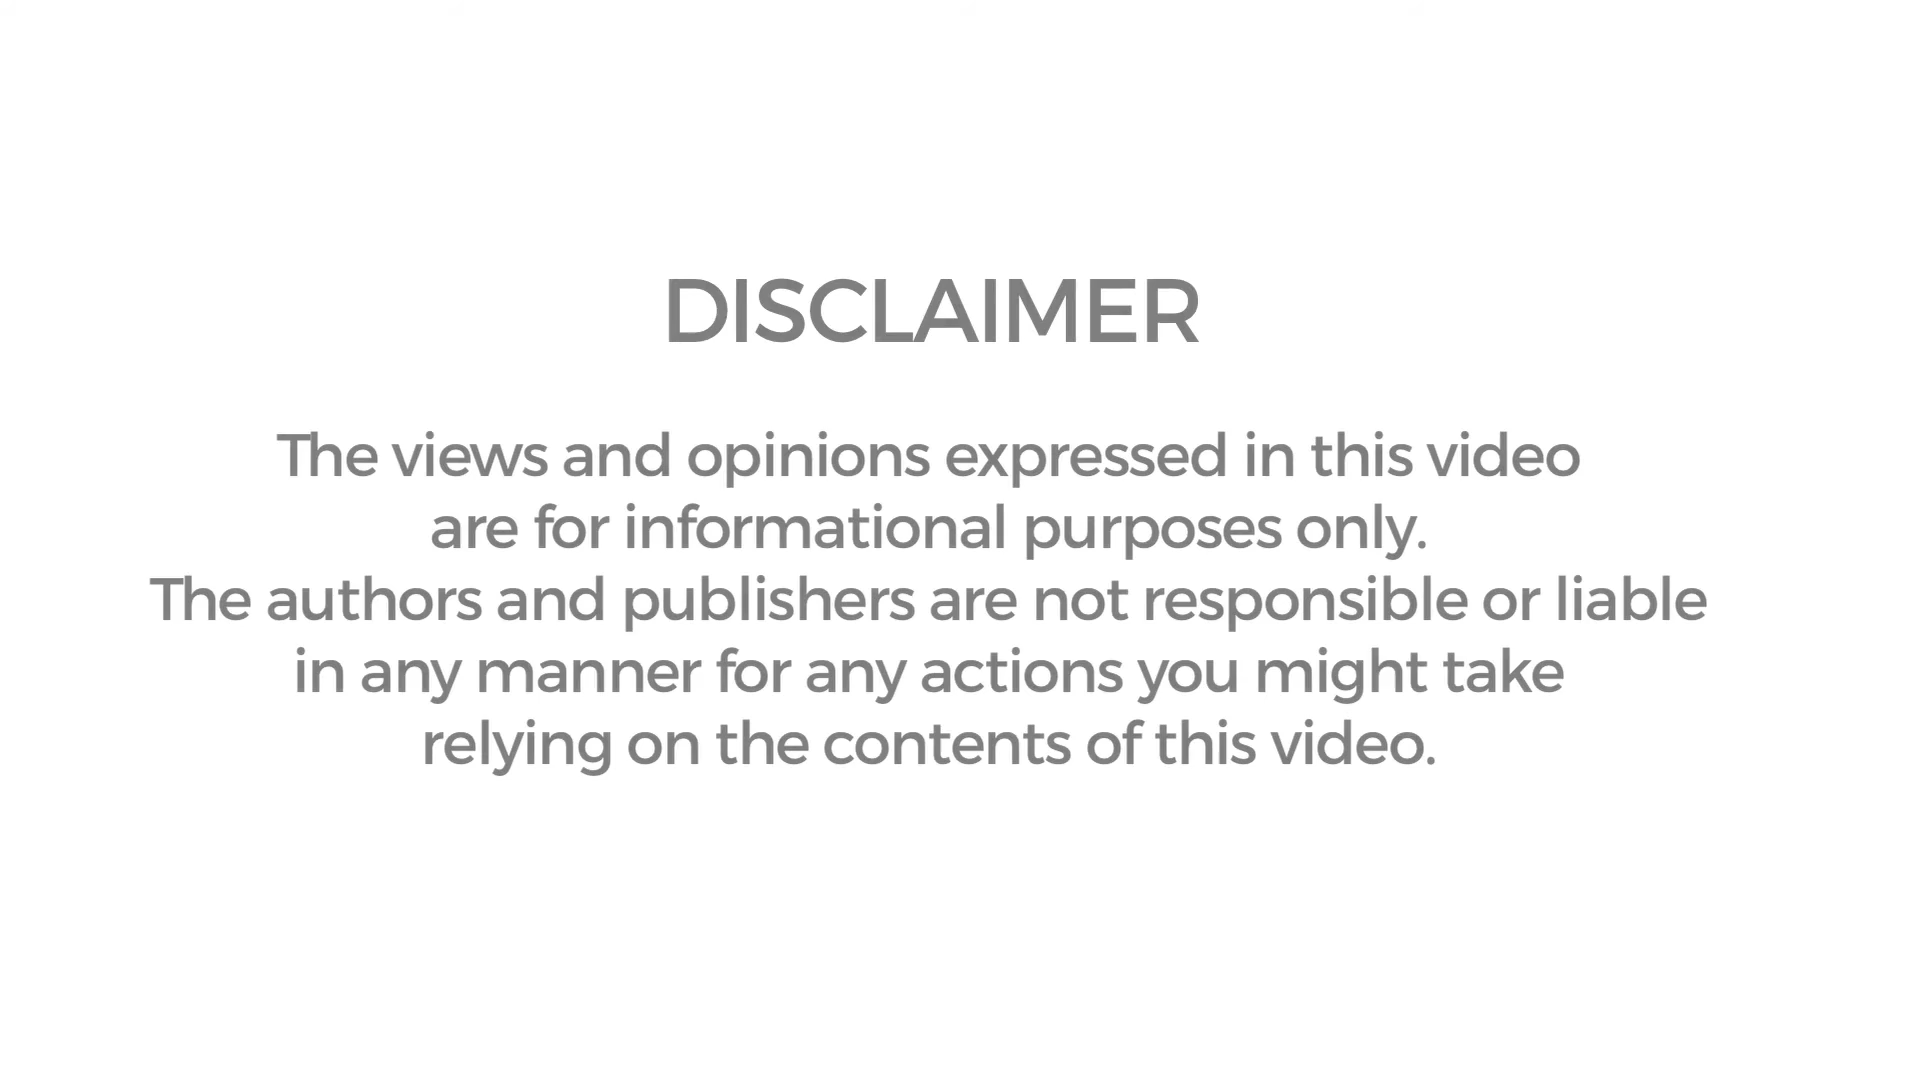 DISCLAIMER
The views and opinions expressed in this video
are for informational purposes only.
The authors and publishers are not responsible or liable
in any manner for any actions you might take
relying on the contents of this video.